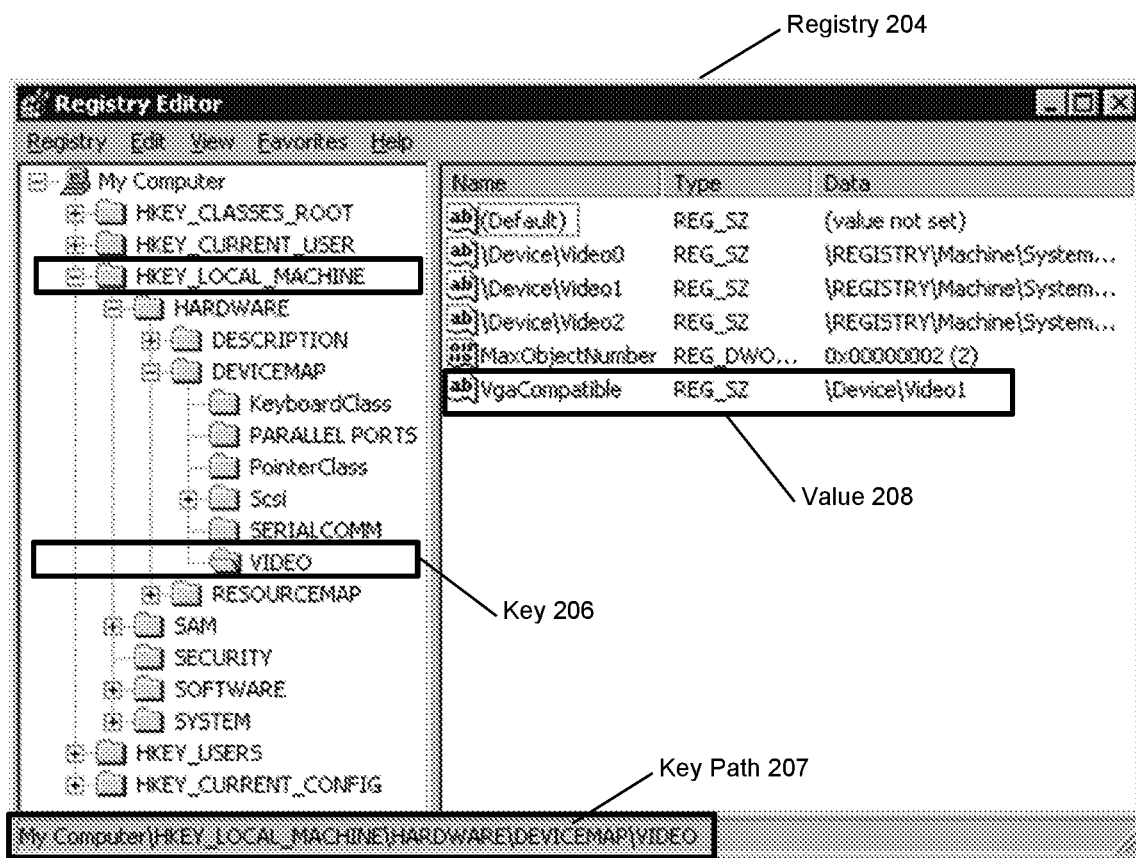 Registry 204
Registry Editor
Registry Edit View Favorites Help
My Computer
HKEY_CLASSES_ROOT
HKEY_CURRENT_USER
HKEY_LOCAL_MACHINE
HARDWARE
DESCRIPTION
DEVICEMAP
KeyboardClass
PARALLEL PORTS
PointerClass
Scsi
SERIALCOMM
VIDEO
RESOURCEMAP
SAM
SECURITY
SOFTWARE
SYSTEM
HKEY_USERS
HKEY_CURRENT_CONFIG
Name Type Data
(Default) REG_SZ (value not set)
\Device\Video0 REG_SZ \REGISTRY\Machine\System...
\Device\Video1 REG_SZ \REGISTRY\Machine\System...
\Device\Video2 REG_SZ \REGISTRY\Machine\System...
MaxObjectNumber REG_DWO... 0x00000002 (2)
VgaCompatible REG_SZ \Device\Video1
Value 208
Key 206
Key Path 207
My Computer\HKEY_LOCAL_MACHINE\HARDWARE\DEVICEMAP\VIDEO